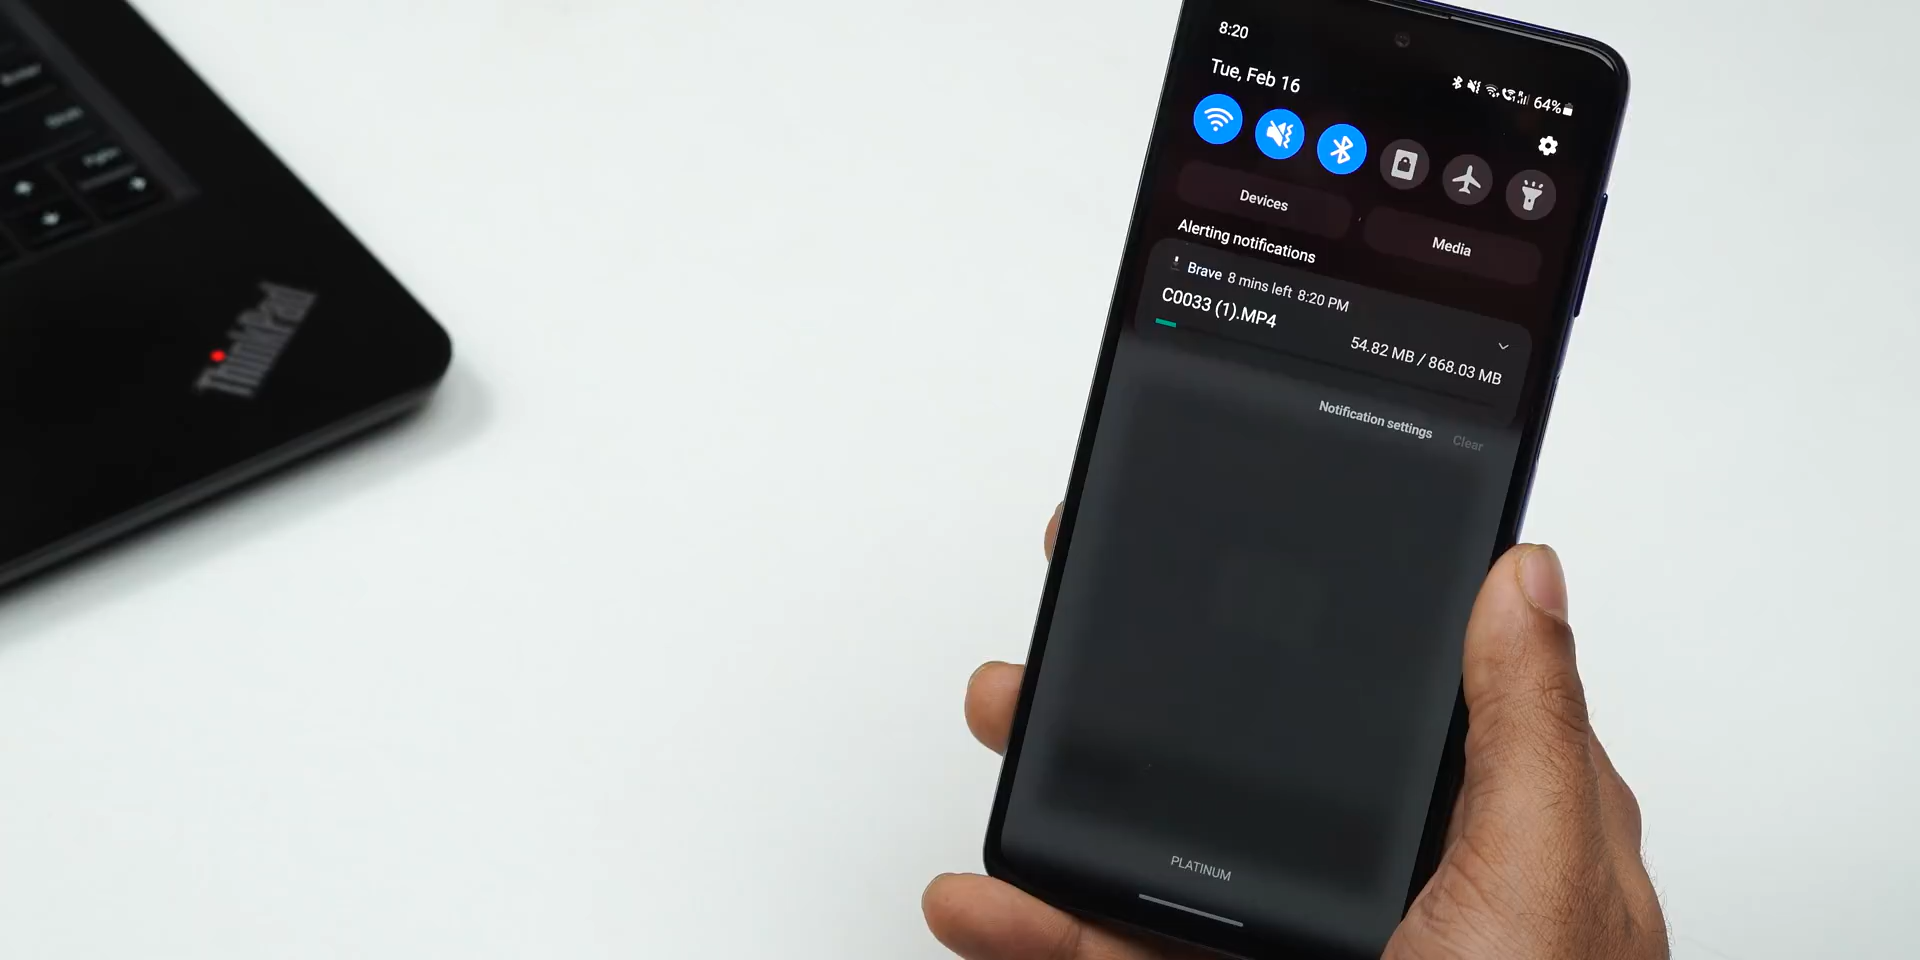 ThinkPad
8:20
Tue, Feb 16
64%
Devices
Media
Alerting notifications
Brave 8 mins left 8:20 PM
C0033 (1).MP4
54.82 MB / 868.03 MB
Notification settings
Clear
PLATINUM